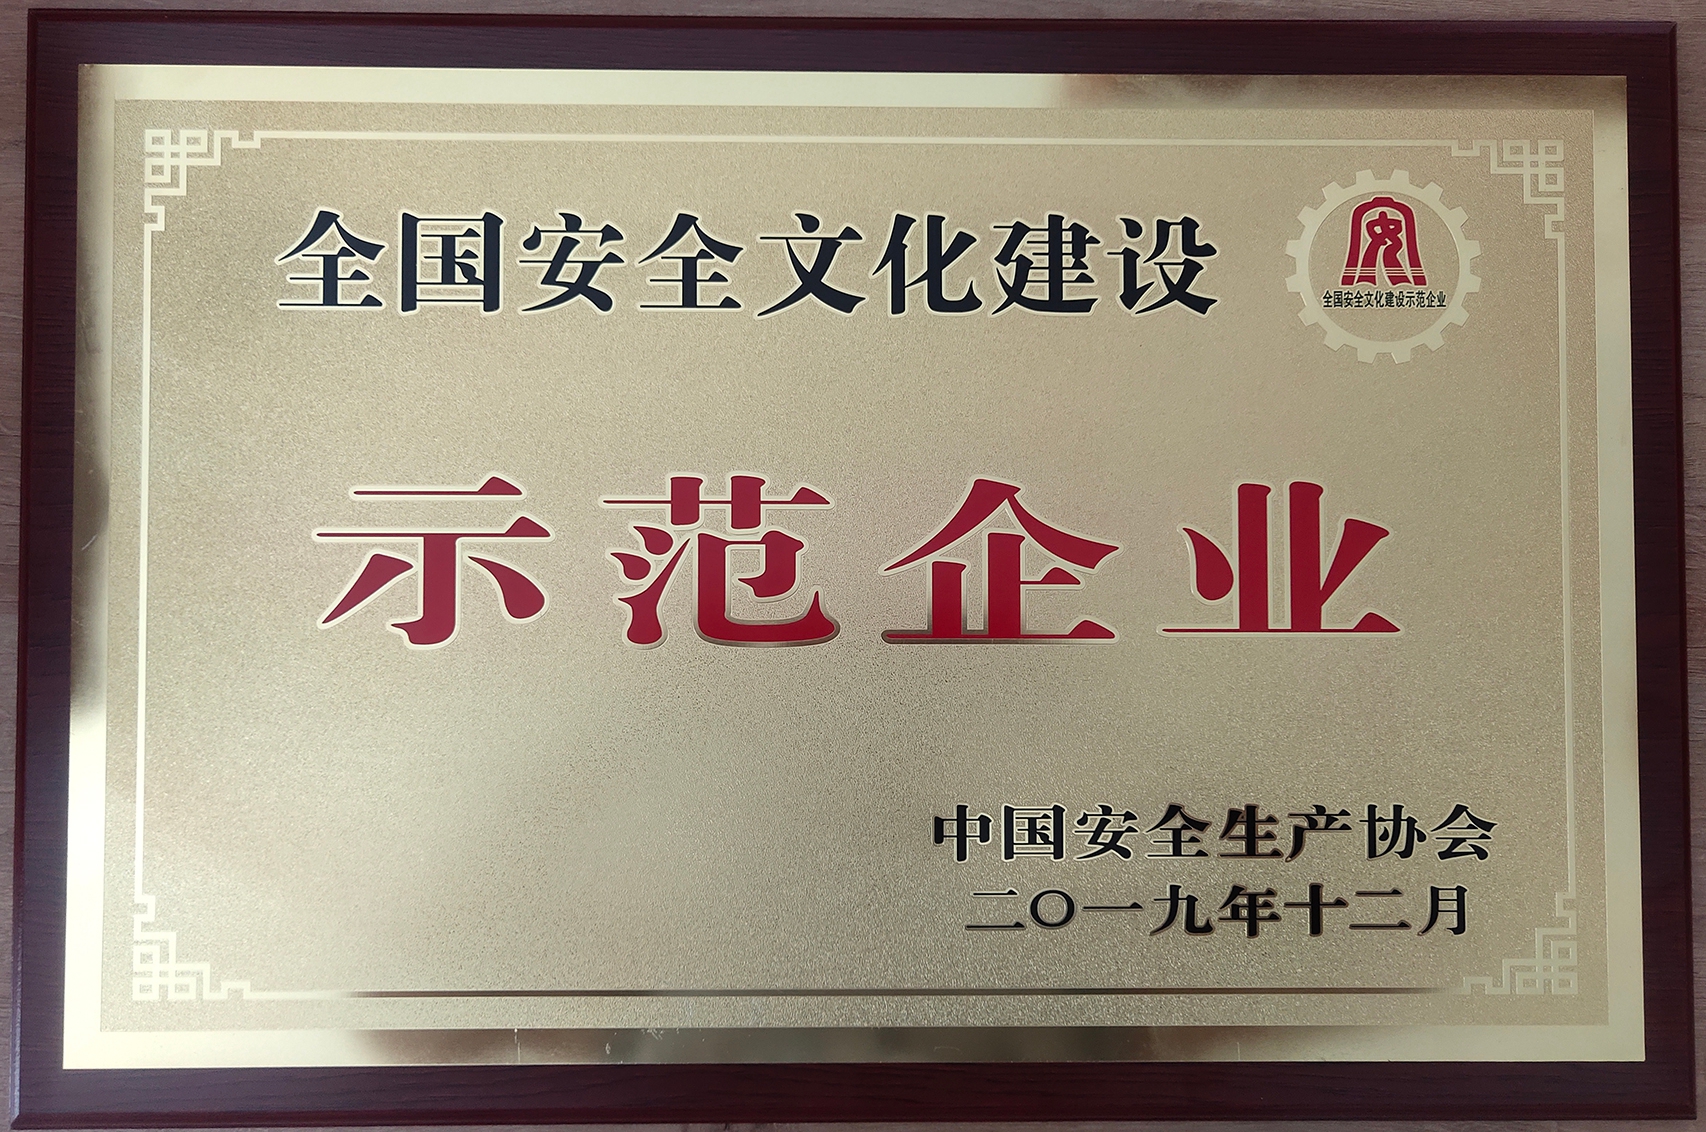 全国安全文化建设
全国安全文化建设示范企业
示范企业
中国安全生产协会
二〇一九年十二月